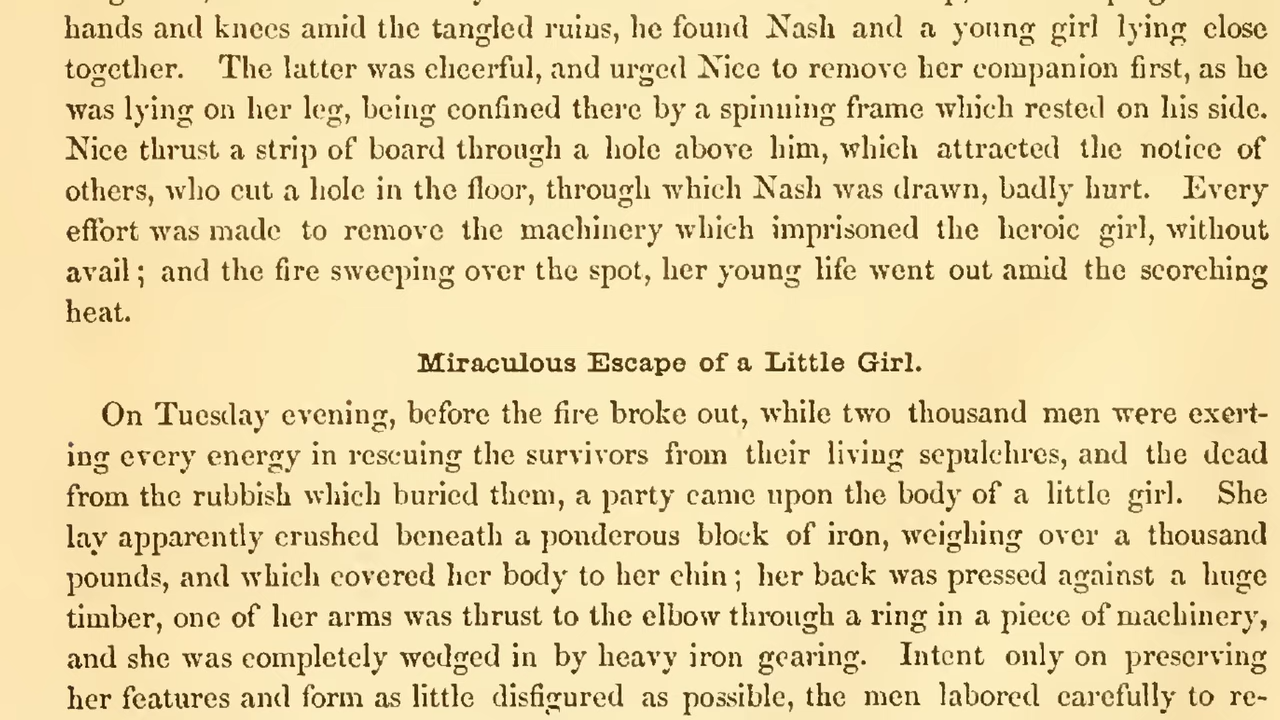 hands and knees amid the tangled ruins, he found Nash and a young girl lying close
together. The latter was cheerful, and urged Nice to remove her companion first, as he
was lying on her leg, being confined there by a spinning frame which rested on his side.
Nice thrust a strip of board through a hole above him, which attracted the notice of
others, who cut a hole in the floor, through which Nash was drawn, badly hurt. Every
effort was made to remove the machinery which imprisoned the heroic girl, without
avail; and the fire sweeping over the spot, her young life went out amid the scorching
heat.
Miraculous Escape of a Little Girl.
On Tuesday evening, before the fire broke out, while two thousand men were exert-
ing every energy in rescuing the survivors from their living sepulchres, and the dead
from the rubbish which buried them, a party came upon the body of a little girl. She
lay apparently crushed beneath a ponderous block of iron, weighing over a thousand
pounds, and which covered her body to her chin; her back was pressed against a huge
timber, one of her arms was thrust to the elbow through a ring in a piece of machinery,
and she was completely wedged in by heavy iron gearing. Intent only on preserving
her features and form as little disfigured as possible, the men labored carefully to re-